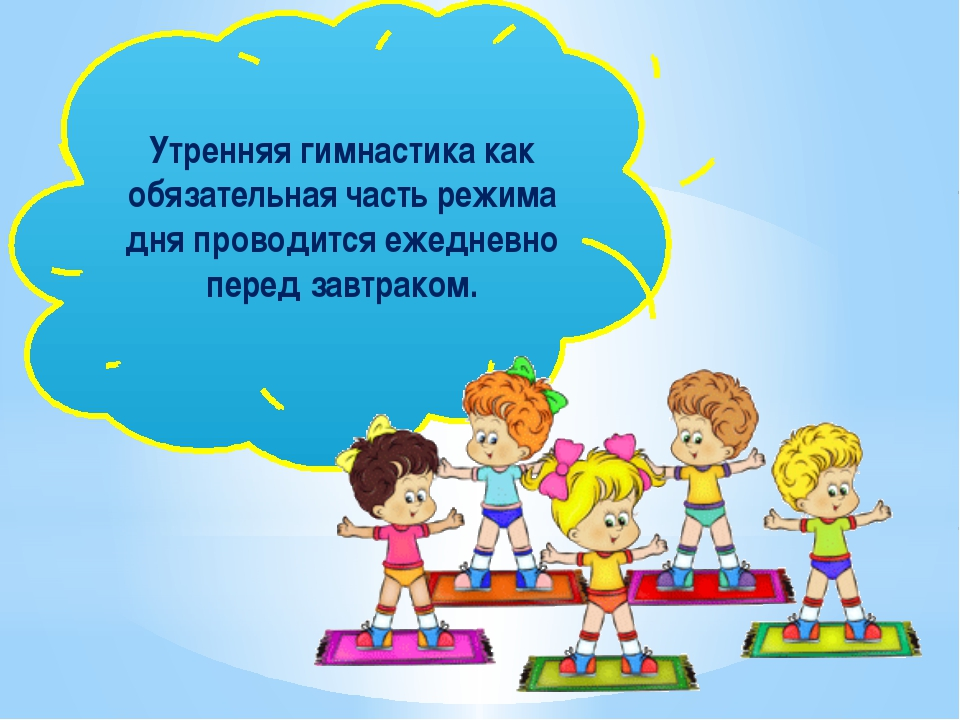 Утренняя гимнастика как
обязательная часть режима
дня проводится ежедневно
перед завтраком.